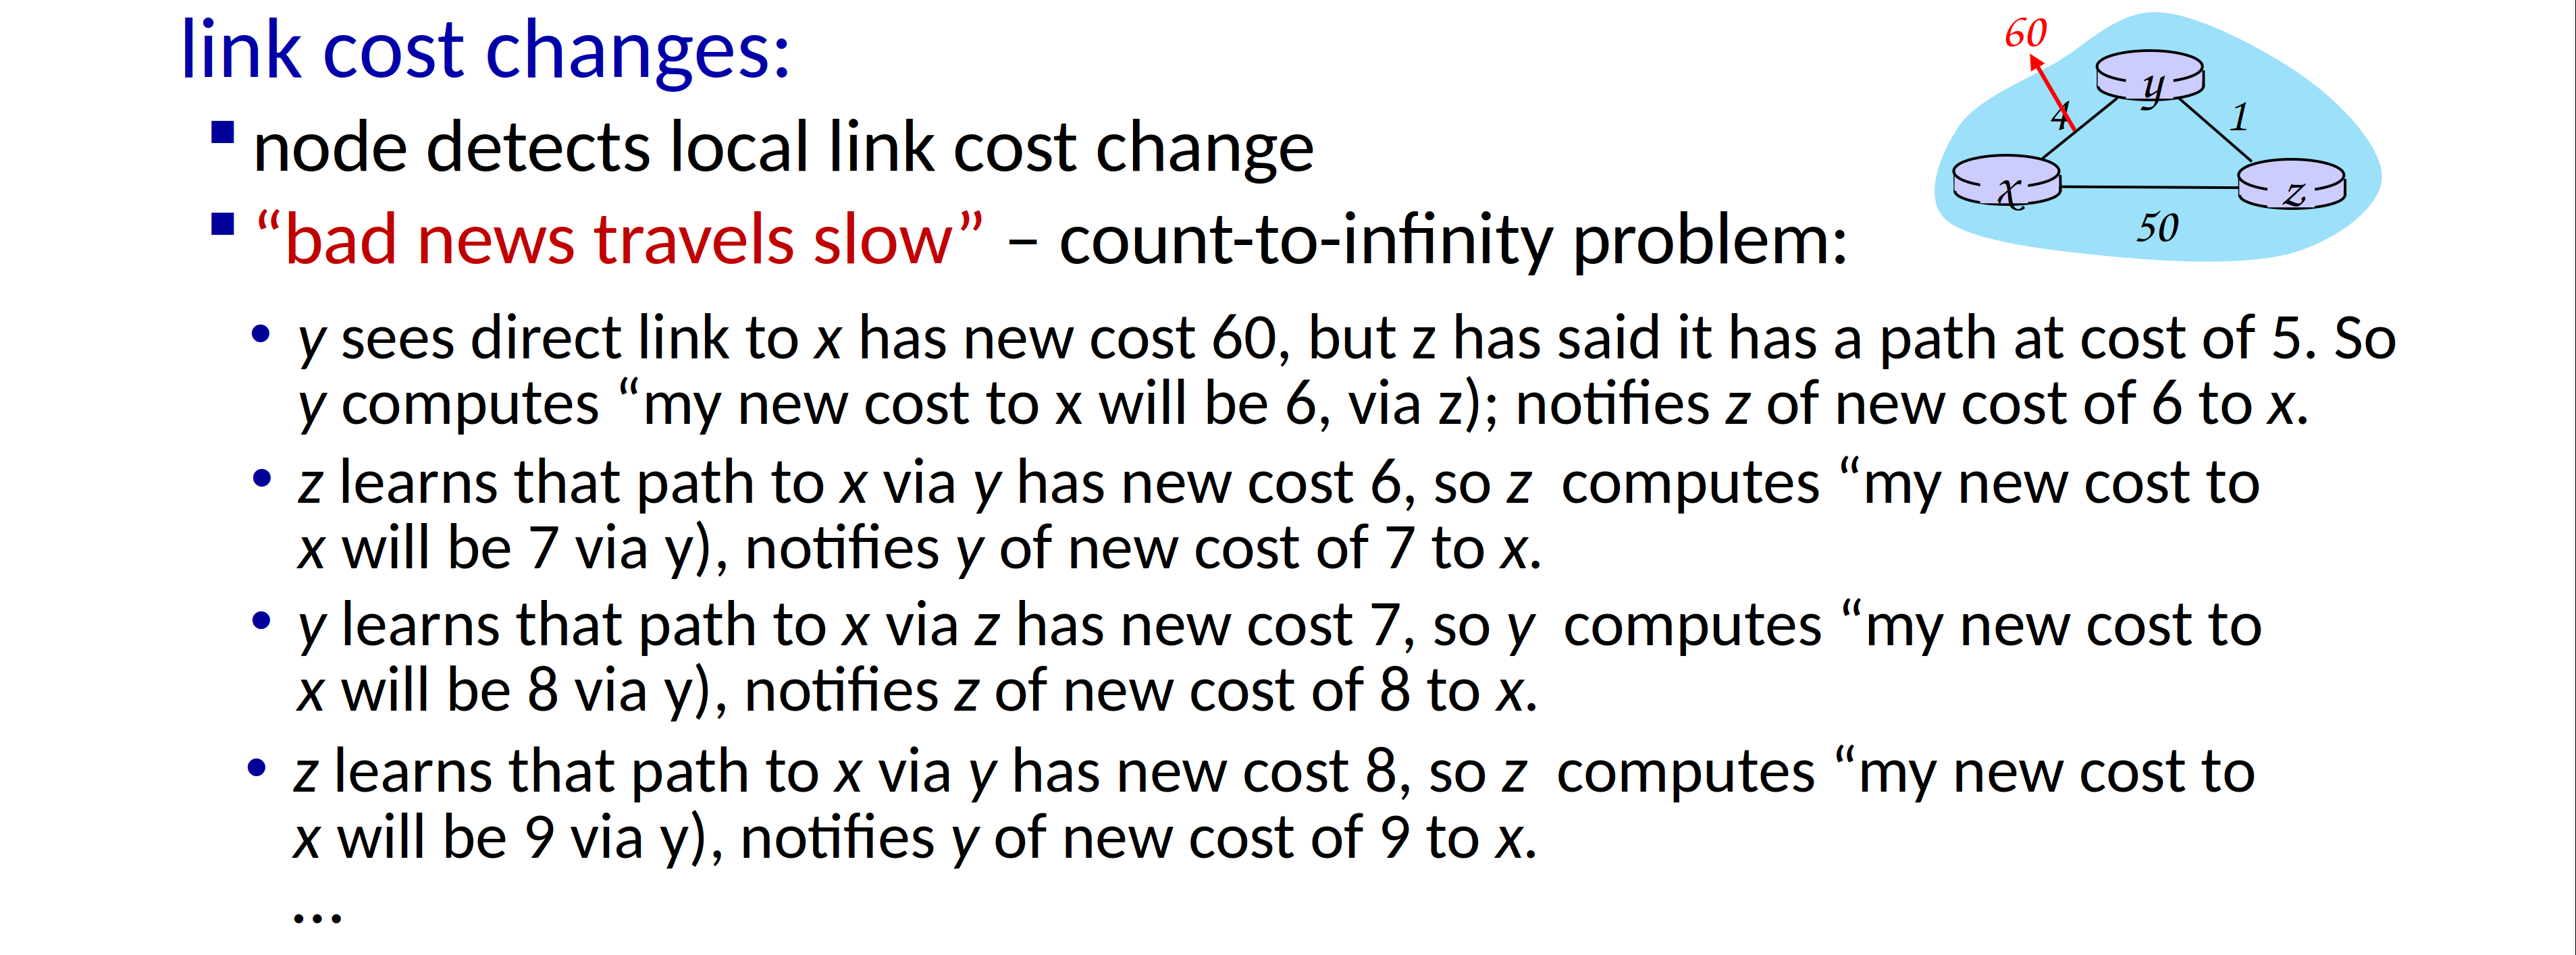 link cost changes:
node detects local link cost change
“bad news travels slow” – count-to-infinity problem:
y sees direct link to x has new cost 60, but z has said it has a path at cost of 5. So
y computes “my new cost to x will be 6, via z); notifies z of new cost of 6 to x.
z learns that path to x via y has new cost 6, so z computes “my new cost to
x will be 7 via y), notifies y of new cost of 7 to x.
y learns that path to x via z has new cost 7, so y computes “my new cost to
x will be 8 via y), notifies z of new cost of 8 to x.
z learns that path to x via y has new cost 8, so z computes “my new cost to
x will be 9 via y), notifies y of new cost of 9 to x.
…
60
y
4
1
x
z
50